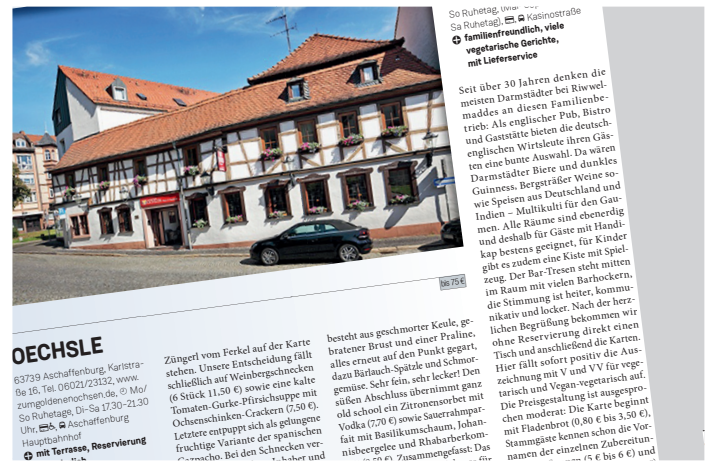 So Ruhetag,
Sa Ruhetag), Kasinostraße
familienfreundlich, viele
vegetarische Gerichte,
mit Lieferservice
Seit über 30 Jahren denken die
meisten Darmstädter bei Riwwel-
maddes an diesen Familienbe-
trieb: Als englischer Pub, Bistro
und Gaststätte bieten die deutsch-
englischen Wirtsleute ihren Gäs-
ten eine bunte Auswahl. Da wären
Darmstädter Biere und dunkles
Guinness, Bergsträßer Weine so-
wie Speisen aus Deutschland und
Indien – Multikulti für den Gau-
men. Alle Räume sind ebenerdig
und deshalb für Gäste mit Handi-
kap bestens geeignet, für Kinder
gibt es zudem eine Kiste mit Spiel-
zeug. Der Bar-Tresen steht mitten
im Raum mit vielen Barhockern,
die Stimmung ist heiter, kommu-
nikativ und locker. Nach der herz-
lichen Begrüßung bekommen wir
ohne Reservierung direkt einen
Tisch und anschließend die Karten.
Hier fällt sofort positiv die Aus-
zeichnung mit V und VV für vege-
tarisch und Vegan-vegetarisch auf.
Die Preisgestaltung ist ausgespro-
chen moderat: Die Karte beginnt
mit Fladenbrot (0,80 € bis 3,50 €),
Stammgäste kennen schon die Vor-
namen der einzelnen Zubereitun-
(5 € bis 6 €) und
bis 75 €
OECHSLE
63739 Aschaffenburg, Karlstra-
ße 16, Tel. 06021/23132, www.
zumgoldenenochsen.de, Mo/
So Ruhetage, Di-Sa 17.30-21.30
Uhr, Aschaffenburg
Hauptbahnhof
mit Terrasse, Reservierung
Züngerl vom Ferkel auf der Karte
stehen. Unsere Entscheidung fällt
schließlich auf Weinbergschnecken
(6 Stück 11,50 €) sowie eine kalte
Tomaten-Gurke-Pfirsichsuppe mit
Ochsenschinken-Crackern (7,50 €).
Letztere entpuppt sich als gelungene
fruchtige Variante der spanischen
Gazpacho. Bei den Schnecken ver-
Inhaber und
besteht aus geschmorter Keule, ge-
bratener Brust und einer Praline,
alles erneut auf den Punkt gegart,
dazu Bärlauch-Spätzle und Schmor-
gemüse. Sehr fein, sehr lecker! Den
süßen Abschluss übernimmt ganz
old school ein Zitronensorbet mit
Vodka (7,70 €) sowie Sauerrahmpar-
fait mit Basilikumschaum, Johan-
nisbeergelee und Rhabarberkom-
Zusammengefasst: Das
für